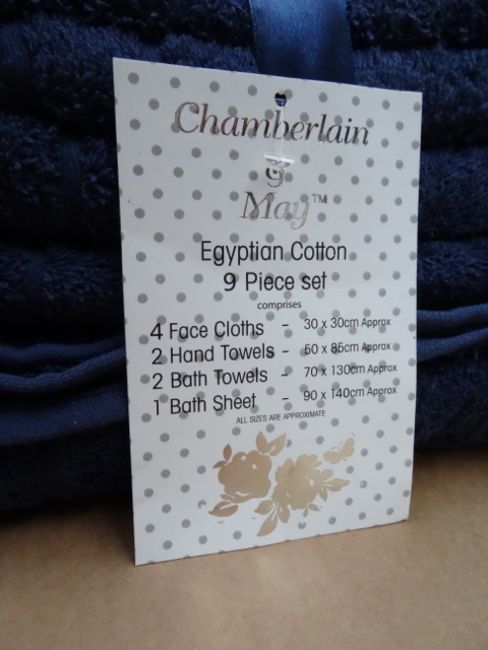 Chamberlain
&
May™
Egyptian Cotton
9 Piece set
comprises
4 Face Cloths - 30 x 30cm Approx
2 Hand Towels - 50 x 85cm Approx
2 Bath Towels - 70 x 130cm Approx
1 Bath Sheet - 90 x 140cm Approx
ALL SIZES ARE APPROXIMATE